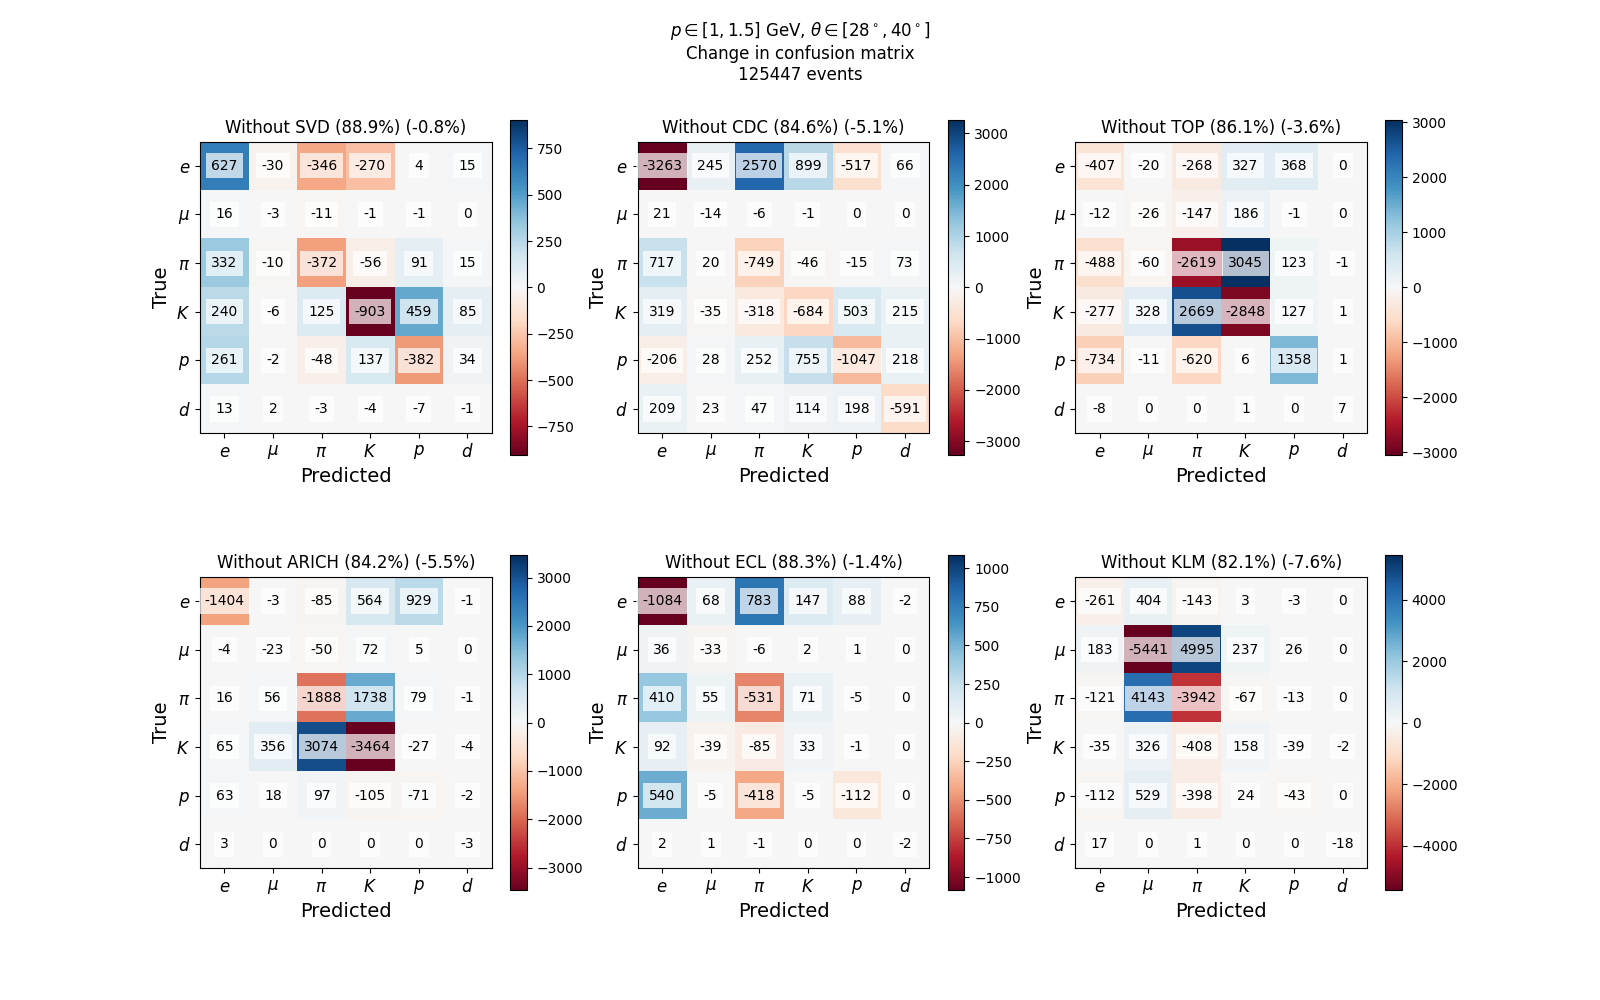 p ∈ [1, 1.5] GeV, θ ∈ [28°, 40°]
Change in confusion matrix
125447 events
Without SVD (88.9%) (-0.8%)
e 627 -30 -346 -270 4 15
μ 16 -3 -11 -1 -1 0
π 332 -10 -372 -56 91 15
K 240 -6 125 -903 459 85
p 261 -2 -48 137 -382 34
d 13 2 -3 -4 -7 -1
e μ π K p d
Predicted
True
750
500
250
0
−250
−500
−750
Without CDC (84.6%) (-5.1%)
e -3263 245 2570 899 -517 66
μ 21 -14 -6 -1 0 0
π 717 20 -749 -46 -15 73
K 319 -35 -318 -684 503 215
p -206 28 252 755 -1047 218
d 209 23 47 114 198 -591
e μ π K p d
Predicted
True
3000
2000
1000
0
−1000
−2000
−3000
Without TOP (86.1%) (-3.6%)
e -407 -20 -268 327 368 0
μ -12 -26 -147 186 -1 0
π -488 -60 -2619 3045 123 -1
K -277 328 2669 -2848 127 1
p -734 -11 -620 6 1358 1
d -8 0 0 1 0 7
e μ π K p d
Predicted
True
3000
2000
1000
0
−1000
−2000
−3000
Without ARICH (84.2%) (-5.5%)
e -1404 -3 -85 564 929 -1
μ -4 -23 -50 72 5 0
π 16 56 -1888 1738 79 -1
K 65 356 3074 -3464 -27 -4
p 63 18 97 -105 -71 -2
d 3 0 0 0 0 -3
e μ π K p d
Predicted
True
3000
2000
1000
0
−1000
−2000
−3000
Without ECL (88.3%) (-1.4%)
e -1084 68 783 147 88 -2
μ 36 -33 -6 2 1 0
π 410 55 -531 71 -5 0
K 92 -39 -85 33 -1 0
p 540 -5 -418 -5 -112 0
d 2 1 -1 0 0 -2
e μ π K p d
Predicted
True
1000
750
500
250
0
−250
−500
−750
−1000
Without KLM (82.1%) (-7.6%)
e -261 404 -143 3 -3 0
μ 183 -5441 4995 237 26 0
π -121 4143 -3942 -67 -13 0
K -35 326 -408 158 -39 -2
p -112 529 -398 24 -43 0
d 17 0 1 0 0 -18
e μ π K p d
Predicted
True
4000
2000
0
−2000
−4000